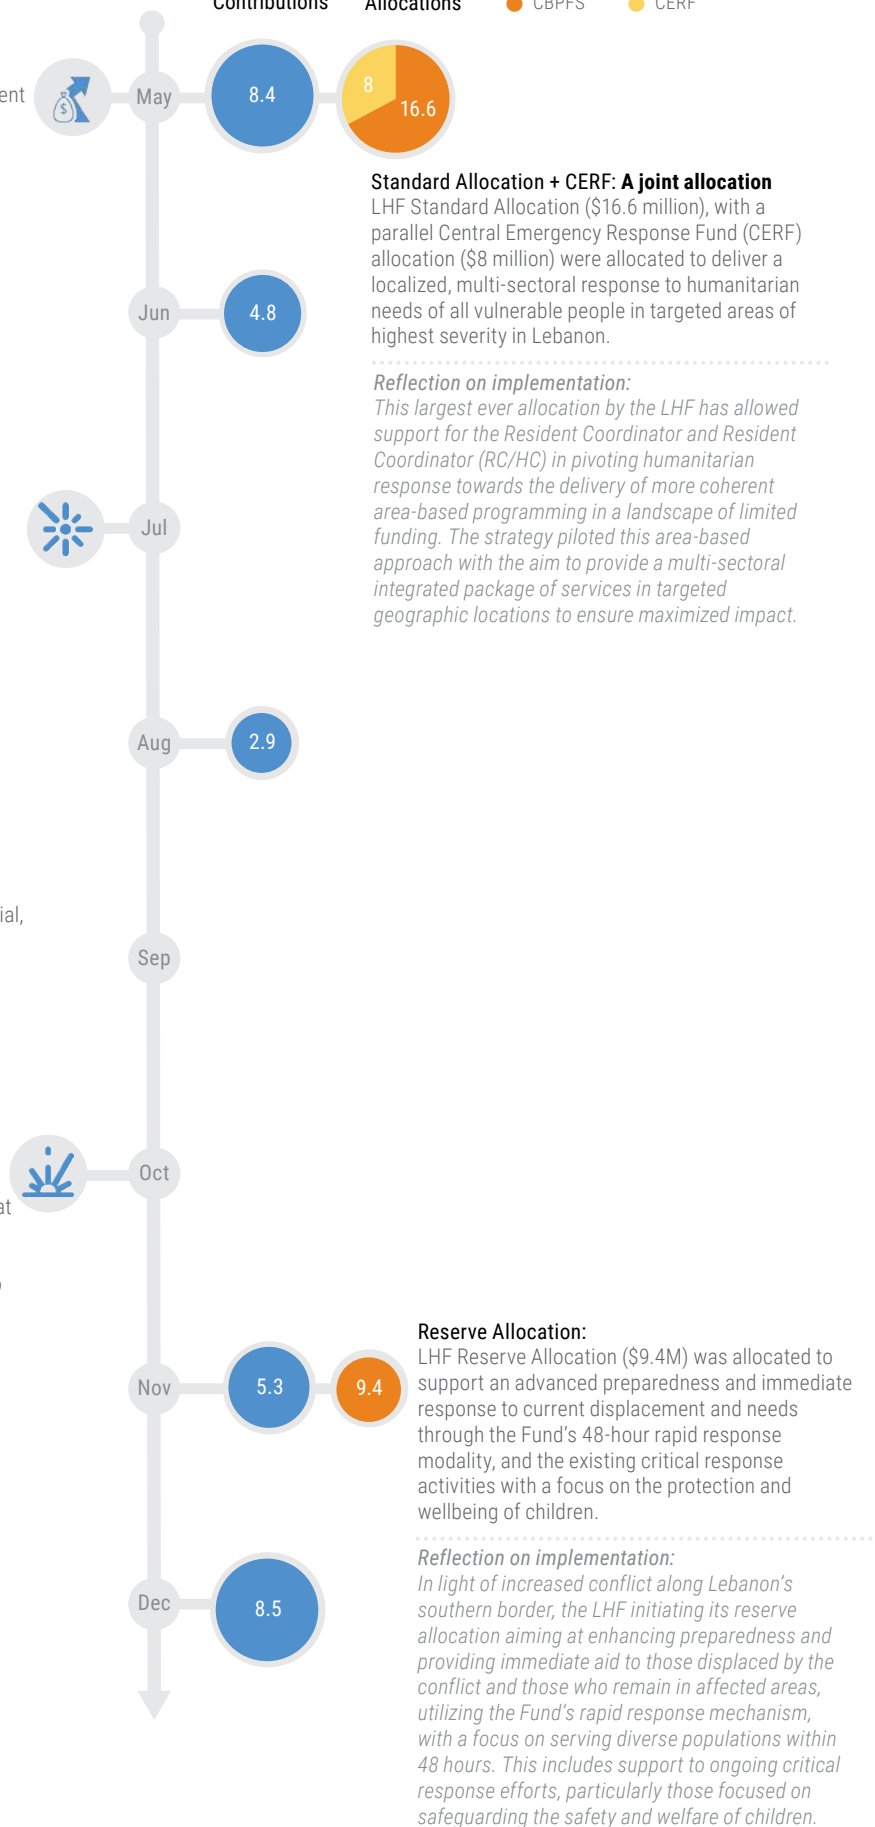 Contributions Allocations CBPFS CERF
ent
May
8.4
8
16.6
Standard Allocation + CERF: A joint allocation
LHF Standard Allocation ($16.6 million), with a
parallel Central Emergency Response Fund (CERF)
allocation ($8 million) were allocated to deliver a
localized, multi-sectoral response to humanitarian
needs of all vulnerable people in targeted areas of
highest severity in Lebanon.
Jun
4.8
Reflection on implementation:
This largest ever allocation by the LHF has allowed
support for the Resident Coordinator and Resident
Coordinator (RC/HC) in pivoting humanitarian
response towards the delivery of more coherent
area-based programming in a landscape of limited
funding. The strategy piloted this area-based
approach with the aim to provide a multi-sectoral
integrated package of services in targeted
geographic locations to ensure maximized impact.
Jul
Aug
2.9
ial,
Sep
Oct
at
Reserve Allocation:
LHF Reserve Allocation ($9.4M) was allocated to
support an advanced preparedness and immediate
response to current displacement and needs
through the Fund's 48-hour rapid response
modality, and the existing critical response
activities with a focus on the protection and
wellbeing of children.
Nov
5.3
9.4
Reflection on implementation:
In light of increased conflict along Lebanon's
southern border, the LHF initiating its reserve
allocation aiming at enhancing preparedness and
providing immediate aid to those displaced by the
conflict and those who remain in affected areas,
utilizing the Fund's rapid response mechanism,
with a focus on serving diverse populations within
48 hours. This includes support to ongoing critical
response efforts, particularly those focused on
safeguarding the safety and welfare of children.
Dec
8.5